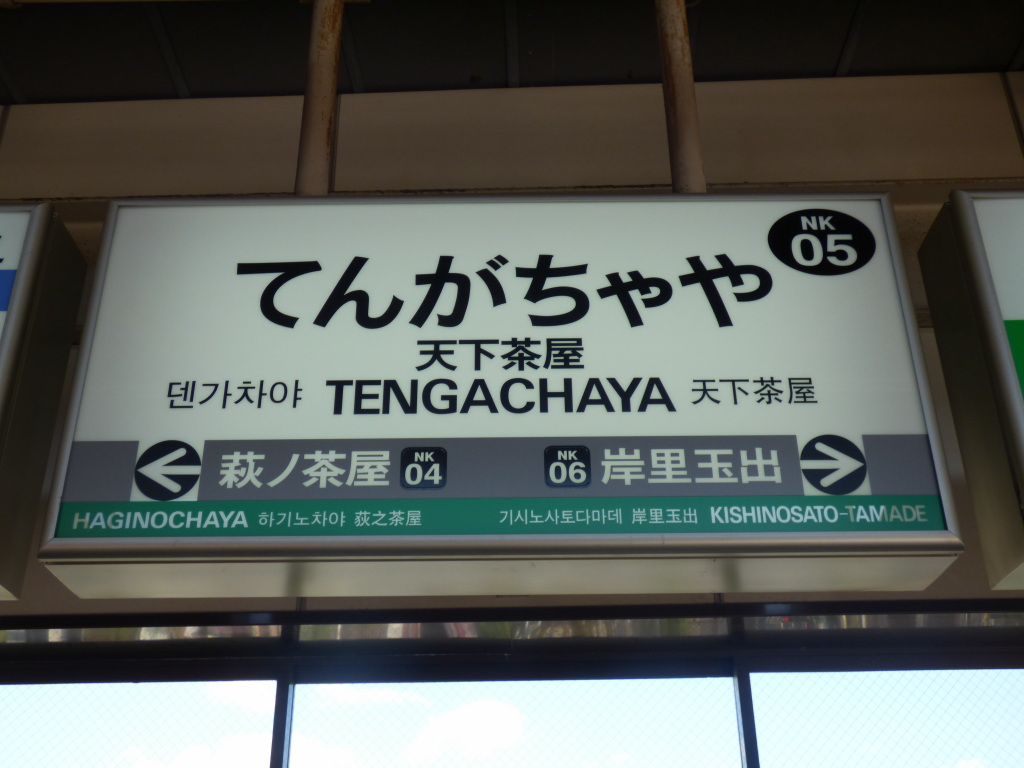 NK
05
てんがちゃや
天下茶屋
덴가차야 TENGACHAYA 天下茶屋
萩ノ茶屋 NK 04 NK 06 岸里玉出
HAGINOCHAYA 하기노차야 荻之茶屋 기시노사토다마데 岸里玉出 KISHINOSATO-TAMADE